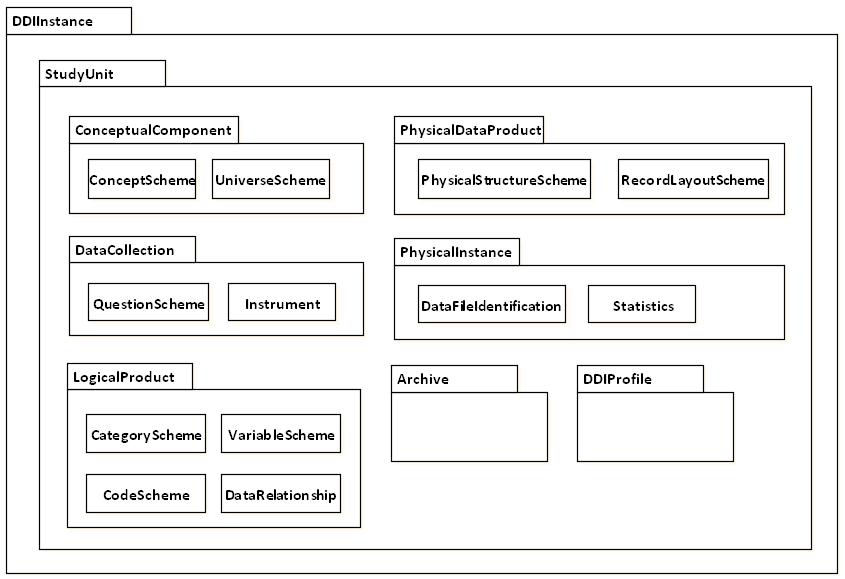 DDIInstance
StudyUnit
ConceptualComponent
ConceptScheme
UniverseScheme
PhysicalDataProduct
PhysicalStructureScheme
RecordLayoutScheme
DataCollection
QuestionScheme
Instrument
PhysicalInstance
DataFileIdentification
Statistics
LogicalProduct
CategoryScheme
VariableScheme
CodeScheme
DataRelationship
Archive
DDIProfile